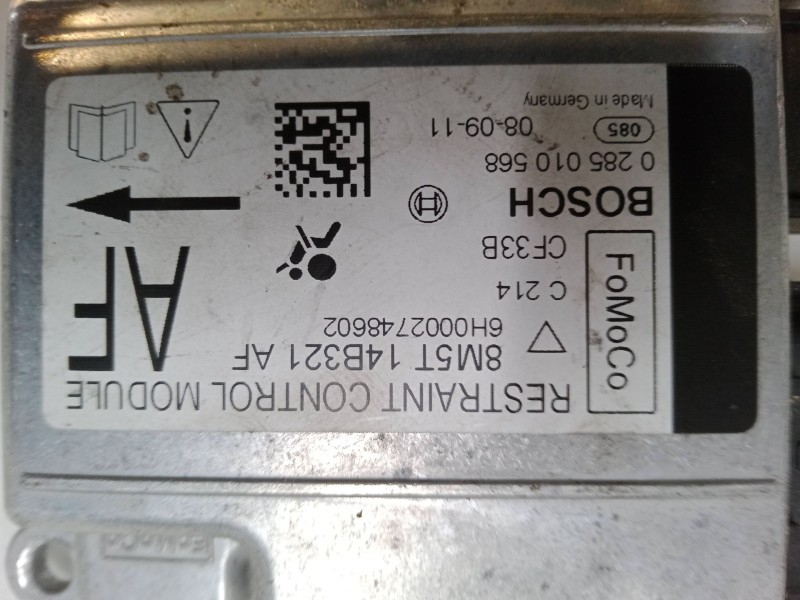 RESTRAINT CONTROL MODULE
8M5T 14B321 AF
6H0002748602
C 214
CF33B
FoMoCo
AF
BOSCH
0 285 010 568
085
08-09-11
Made in Germany
FoMoCo